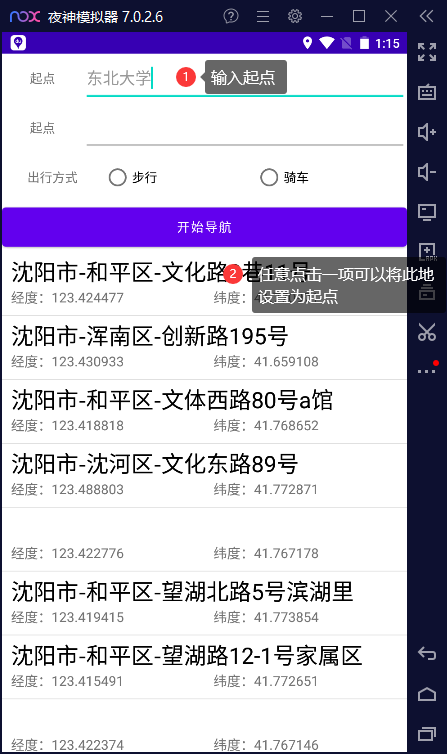 nox 夜神模拟器 7.0.2.6
1:15
起点 东北大学
1 输入起点
起点
出行方式 步行 骑车
开始导航
沈阳市-和平区-文化路
经度：123.424477 纬度：41
2 任意点击一项可以将此地
设置为起点
沈阳市-浑南区-创新路195号
经度：123.430933 纬度：41.659108
沈阳市-和平区-文体西路80号a馆
经度：123.418818 纬度：41.768652
沈阳市-沈河区-文化东路89号
经度：123.488803 纬度：41.772871
经度：123.422776 纬度：41.767178
沈阳市-和平区-望湖北路5号滨湖里
经度：123.419415 纬度：41.773854
沈阳市-和平区-望湖路12-1号家属区
经度：123.415491 纬度：41.772651
经度：123.422374 纬度：41.767146